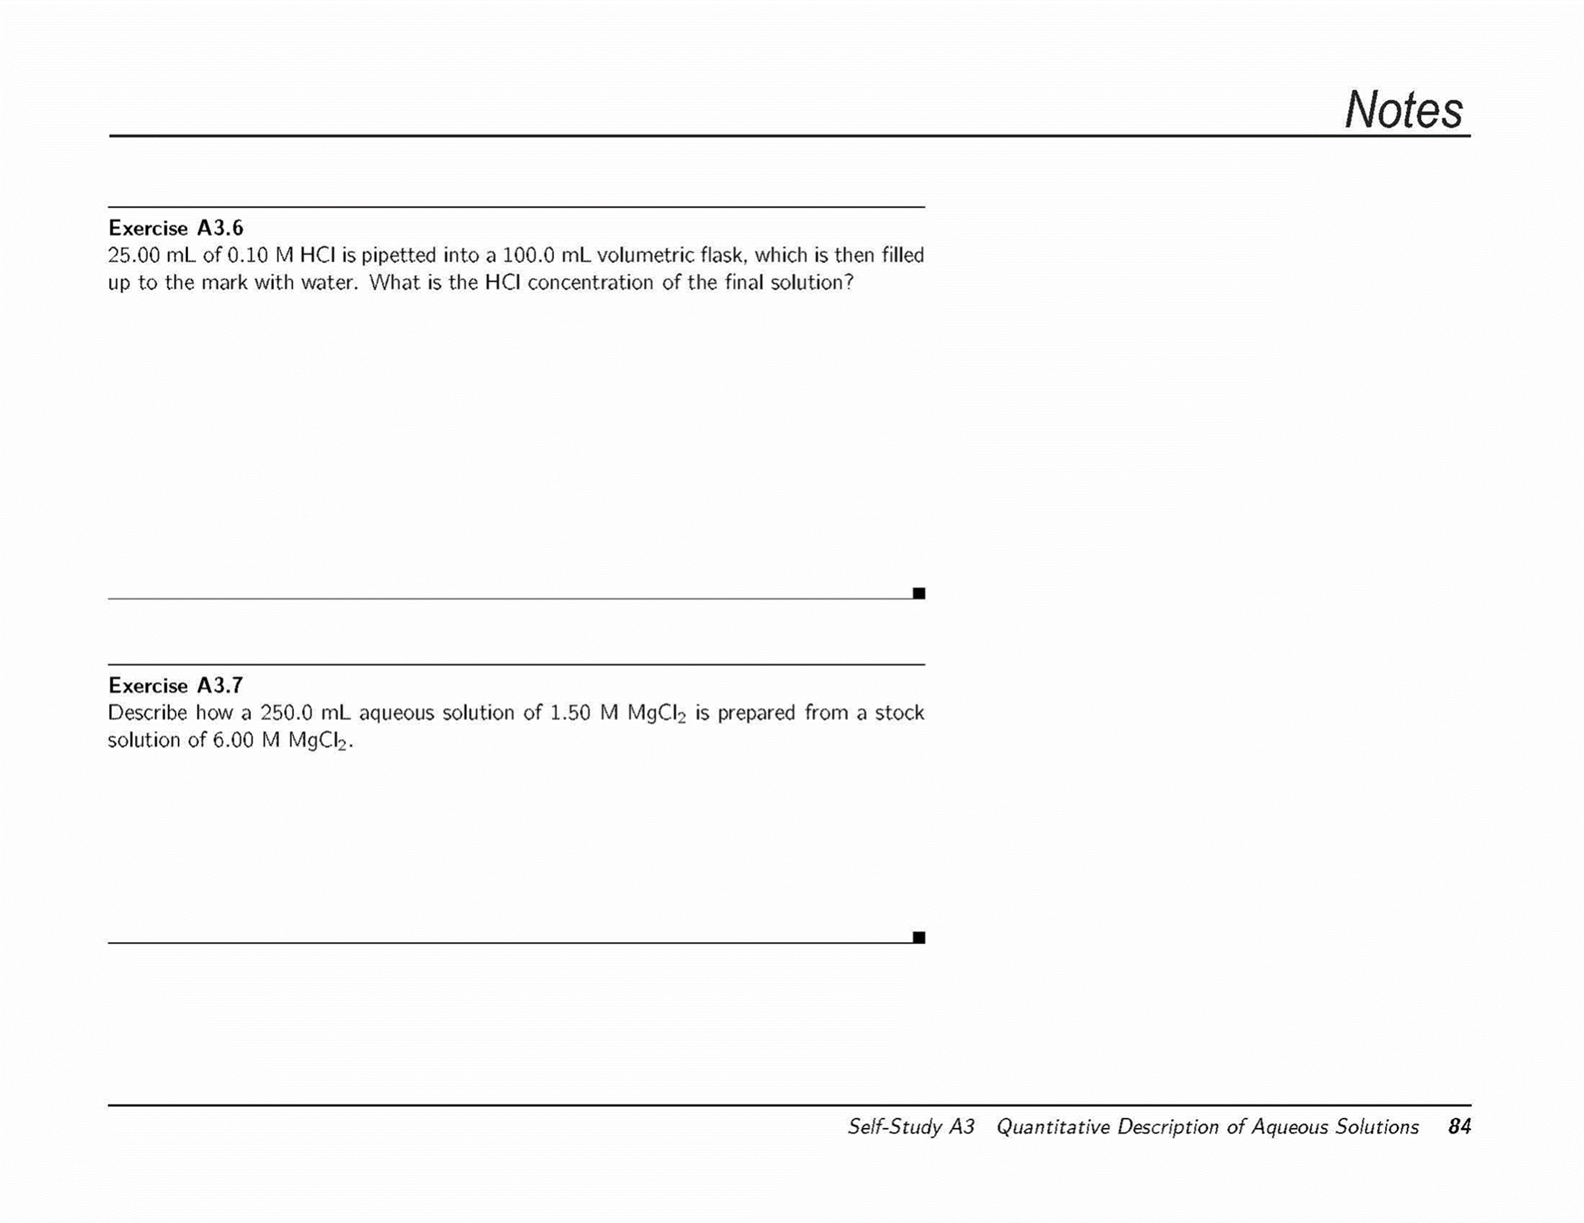 Notes
Exercise A3.6
25.00 mL of 0.10 M HCl is pipetted into a 100.0 mL volumetric flask, which is then filled
up to the mark with water. What is the HCl concentration of the final solution?
Exercise A3.7
Describe how a 250.0 mL aqueous solution of 1.50 M MgCl₂ is prepared from a stock
solution of 6.00 M MgCl₂.
Self-Study A3 Quantitative Description of Aqueous Solutions 84